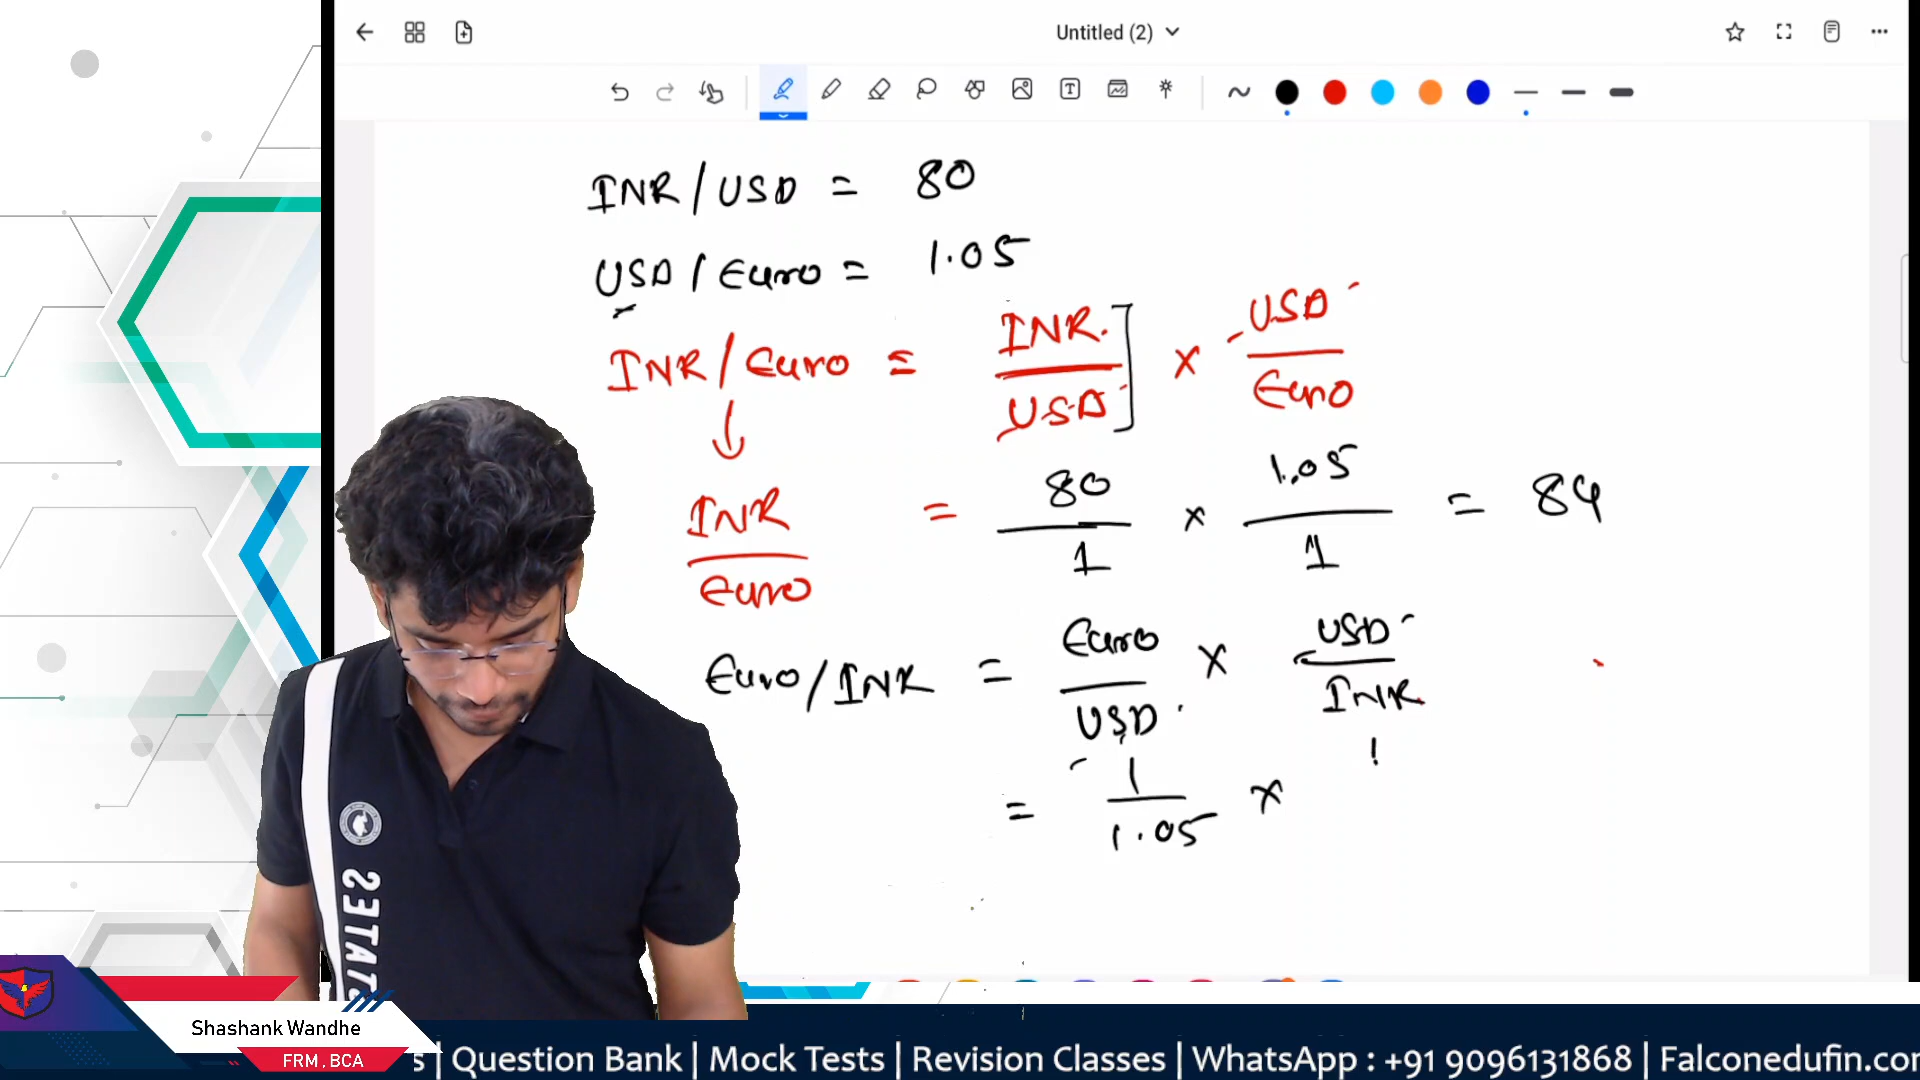 Untitled (2)
INR/USD = 80
USD/Euro = 1.05
INR/Euro = INR/USD] × USD/Euro
INR/Euro = 80/1 × 1.05/1 = 84
Euro/INR = Euro/USD × USD/INR
= 1/1.05 ×
Shashank Wandhe
FRM , BCA
s | Question Bank | Mock Tests | Revision Classes | WhatsApp : +91 9096131868 | Falconedufin.com